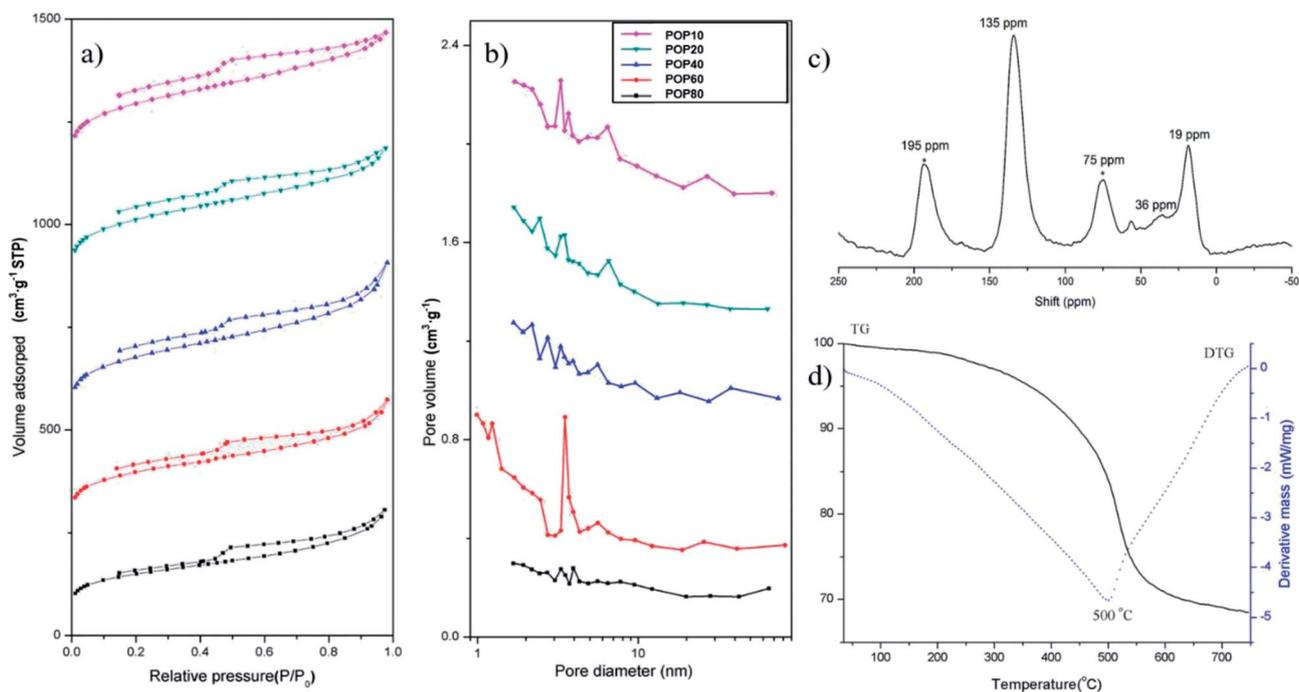 a)
1500
1000
500
0
Volume adsorped (cm³·g⁻¹ STP)
0.0 0.2 0.4 0.6 0.8 1.0
Relative pressure(P/P₀)
b)
POP10
POP20
POP40
POP60
POP80
2.4
1.6
0.8
0.0
Pore volume (cm³·g⁻¹)
1 10
Pore diameter (nm)
c)
135 ppm
195 ppm
*
75 ppm
*
36 ppm
19 ppm
250 200 150 100 50 0 -50
Shift (ppm)
d)
TG
DTG
100
90
80
70
0
-1
-2
-3
-4
-5
Derivative mass (mW/mg)
500 °C
100 200 300 400 500 600 700
Temperature(°C)